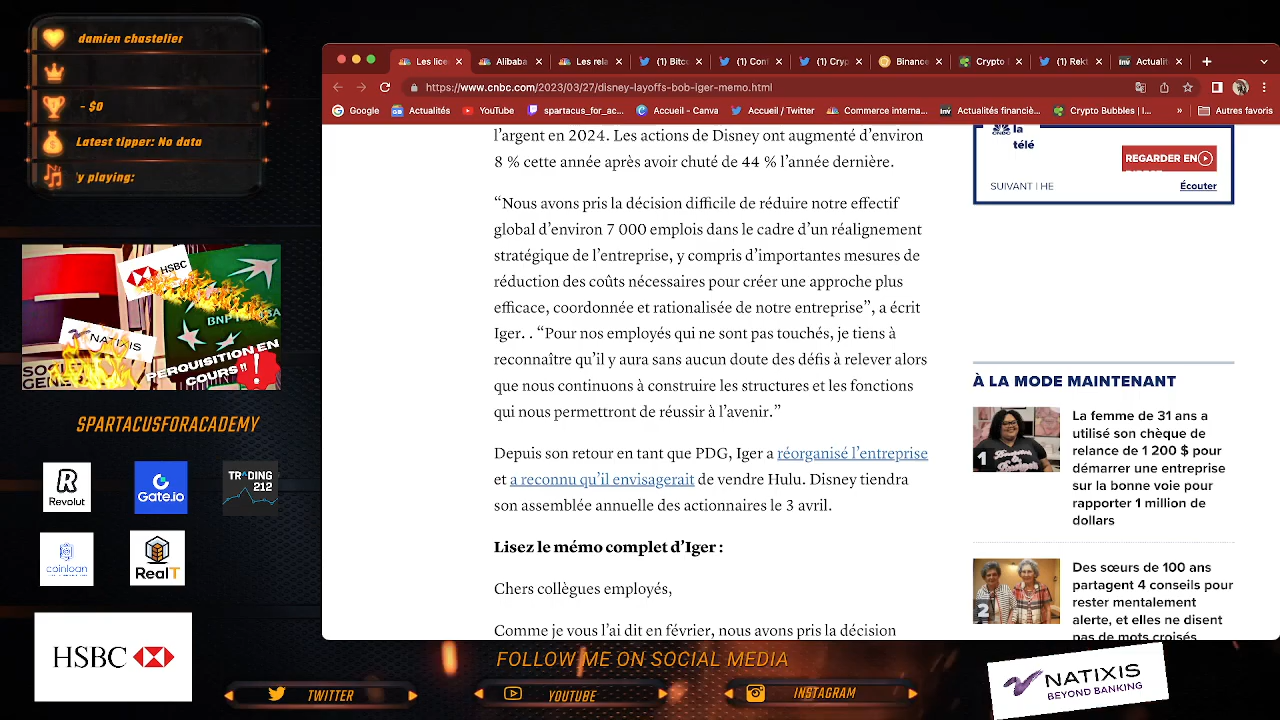 damien chastelier
- $0
Latest tipper: No data
'y playing:
HSBC
BNP
NATIXIS
SOCIETE
GENERAL
PERQUISITION EN
COURS !!
SPARTACUSFORACADEMY
R
Revolut
Gate.io
TRADING
212
coinloan
RealT
HSBC
Les lice
Alibaba
Les rela
(1) Bitc
(1) Cont
(1) Cryp
Binance
Crypto
(1) Rekt
Actualit
https://www.cnbc.com/2023/03/27/disney-layoffs-bob-iger-memo.html
Google
Actualités
YouTube
spartacus_for_ac...
Accueil - Canva
Accueil / Twitter
Commerce interna...
Actualités financiè...
Crypto Bubbles | I...
»
Autres favoris
l'argent en 2024. Les actions de Disney ont augmenté d'environ
8 % cette année après avoir chuté de 44 % l'année dernière.
“Nous avons pris la décision difficile de réduire notre effectif
global d'environ 7 000 emplois dans le cadre d'un réalignement
stratégique de l'entreprise, y compris d'importantes mesures de
réduction des coûts nécessaires pour créer une approche plus
efficace, coordonnée et rationalisée de notre entreprise”, a écrit
Iger. . “Pour nos employés qui ne sont pas touchés, je tiens à
reconnaître qu'il y aura sans aucun doute des défis à relever alors
que nous continuons à construire les structures et les fonctions
qui nous permettront de réussir à l'avenir.”
Depuis son retour en tant que PDG, Iger a réorganisé l'entreprise
et a reconnu qu'il envisagerait de vendre Hulu. Disney tiendra
son assemblée annuelle des actionnaires le 3 avril.
Lisez le mémo complet d'Iger :
Chers collègues employés,
Comme je vous l'ai dit en février, nous avons pris la décision
CNBC
la
télé
REGARDER EN
SUIVANT | HE
Écouter
À LA MODE MAINTENANT
1
La femme de 31 ans a
utilisé son chèque de
relance de 1 200 $ pour
démarrer une entreprise
sur la bonne voie pour
rapporter 1 million de
dollars
2
Des sœurs de 100 ans
partagent 4 conseils pour
rester mentalement
alerte, et elles ne disent
pas de mots croisés
FOLLOW ME ON SOCIAL MEDIA
TWITTER
YOUTUBE
INSTAGRAM
NATIXIS
BEYOND BANKING